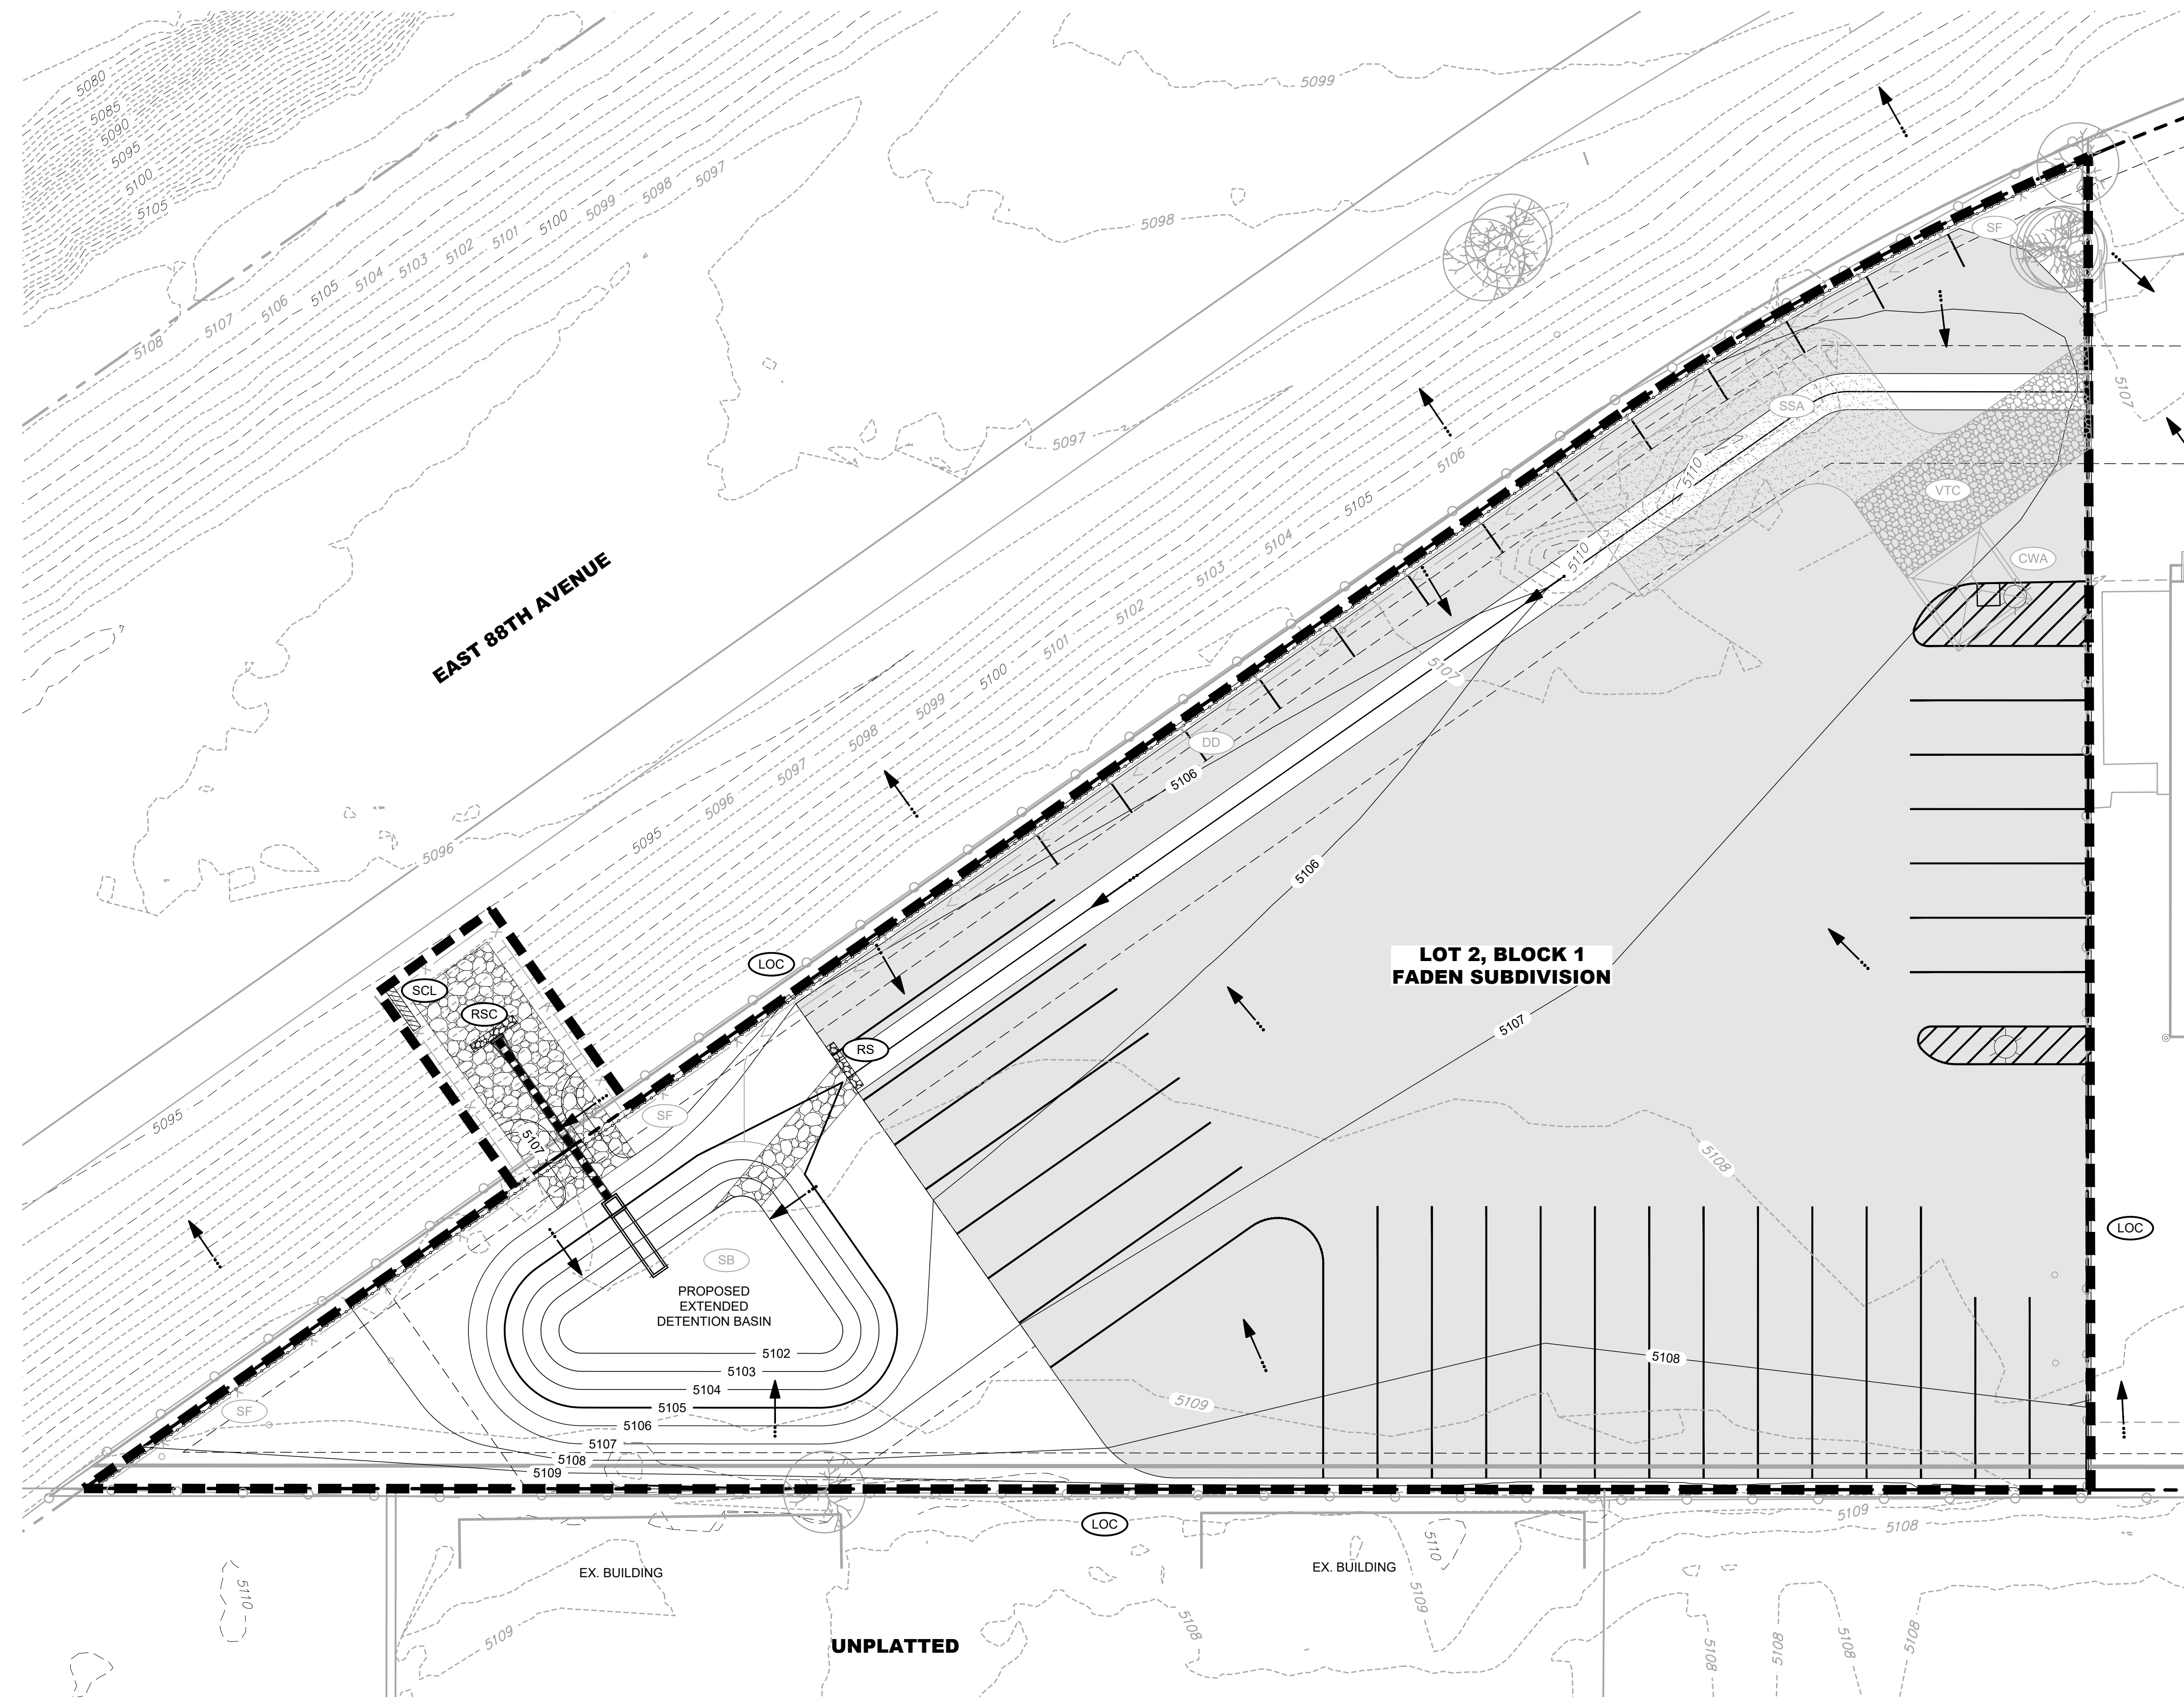 5080
5085
5090
5095
5100
5105
5108
5107
5106
5105
5104
5103
5102
5101
5100
5099
5098
5097
5099
5098
5097
5096
SF
5107
SSA
VTC
CWA
5110
5110
5107
5106
5105
5104
5103
5102
5101
5100
5099
5098
5097
5096
5095
5095
EAST 88TH AVENUE
DD
5106
5106
LOT 2, BLOCK 1
FADEN SUBDIVISION
5107
LOC
SCL
RSC
RS
SF
5107
5108
LOC
SB
PROPOSED
EXTENDED
DETENTION BASIN
5102
5103
5104
5105
5106
5107
5108
5109
5108
5109
SF
LOC
EX. BUILDING
EX. BUILDING
5109
5108
5110
5110
5109
5109
5108
5108
5108
5108
5108
UNPLATTED